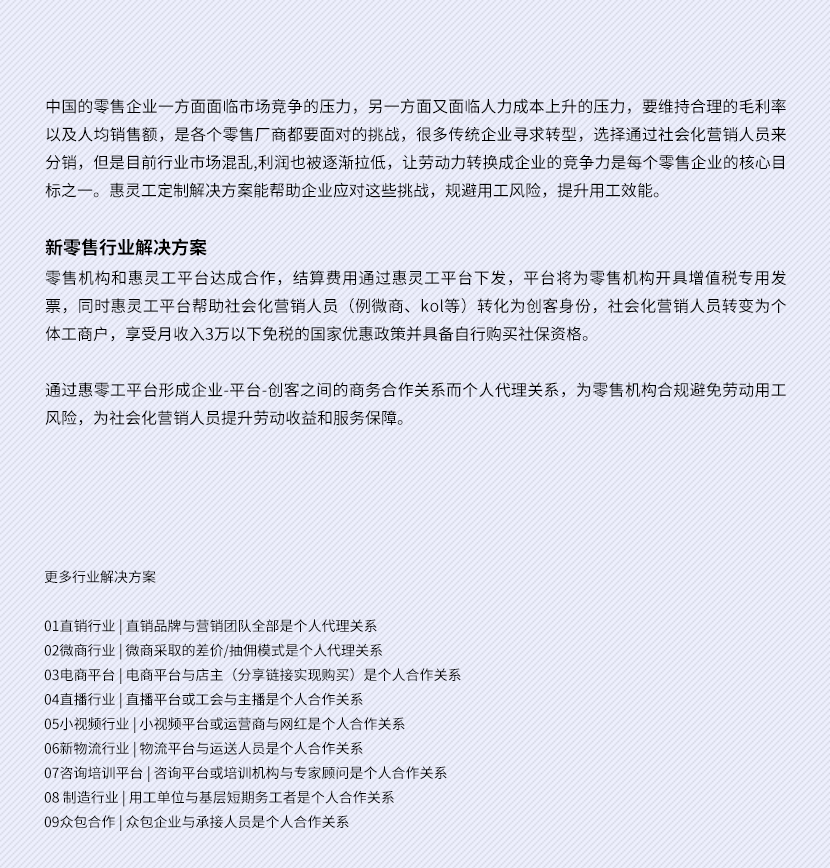 中国的零售企业一方面面临市场竞争的压力，另一方面又面临人力成本上升的压力，要维持合理的毛利率
以及人均销售额，是各个零售厂商都要面对的挑战，很多传统企业寻求转型，选择通过社会化营销人员来
分销，但是目前行业市场混乱,利润也被逐渐拉低，让劳动力转换成企业的竞争力是每个零售企业的核心目
标之一。惠灵工定制解决方案能帮助企业应对这些挑战，规避用工风险，提升用工效能。
新零售行业解决方案
零售机构和惠灵工平台达成合作，结算费用通过惠灵工平台下发，平台将为零售机构开具增值税专用发
票，同时惠灵工平台帮助社会化营销人员（例微商、kol等）转化为创客身份，社会化营销人员转变为个
体工商户，享受月收入3万以下免税的国家优惠政策并具备自行购买社保资格。
通过惠零工平台形成企业-平台-创客之间的商务合作关系而个人代理关系，为零售机构合规避免劳动用工
风险，为社会化营销人员提升劳动收益和服务保障。
更多行业解决方案
01直销行业 | 直销品牌与营销团队全部是个人代理关系
02微商行业 | 微商采取的差价/抽佣模式是个人代理关系
03电商平台 | 电商平台与店主（分享链接实现购买）是个人合作关系
04直播行业 | 直播平台或工会与主播是个人合作关系
05小视频行业 | 小视频平台或运营商与网红是个人合作关系
06新物流行业 | 物流平台与运送人员是个人合作关系
07咨询培训平台 | 咨询平台或培训机构与专家顾问是个人合作关系
08 制造行业 | 用工单位与基层短期务工者是个人合作关系
09众包合作 | 众包企业与承接人员是个人合作关系